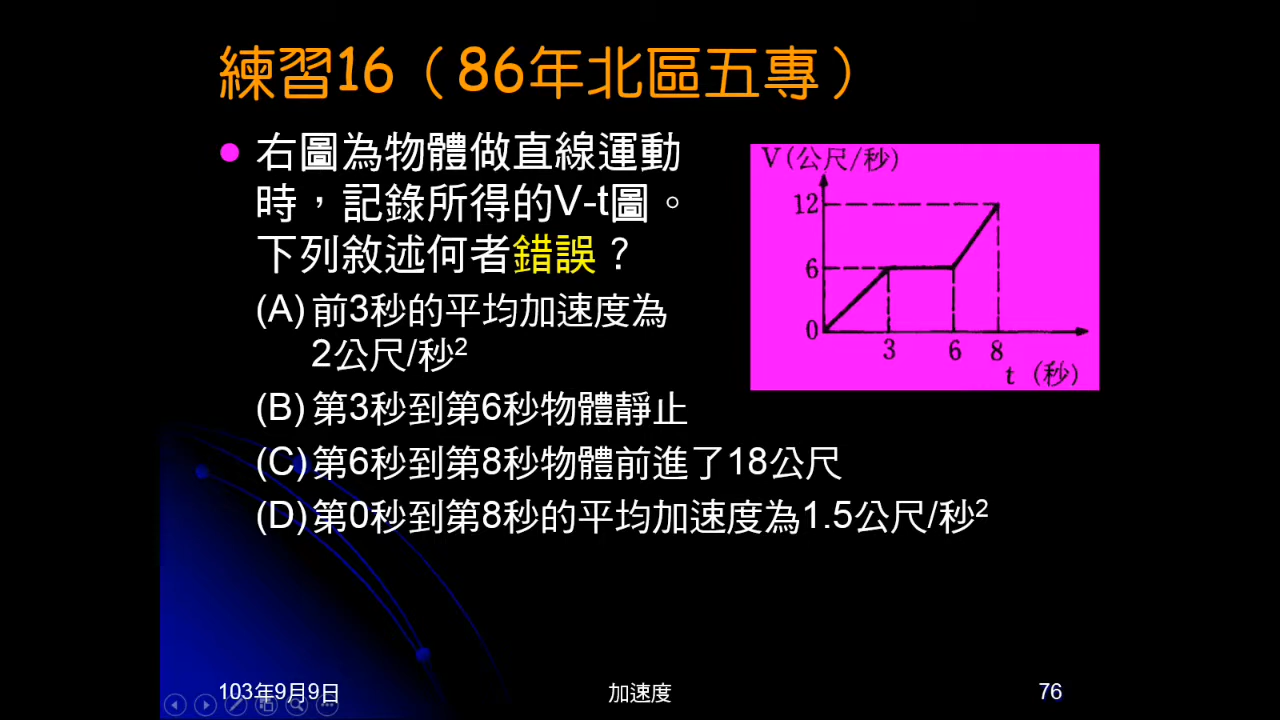 練習16（86年北區五專）
右圖為物體做直線運動
時，記錄所得的V-t圖。
下列敘述何者錯誤？
(A) 前3秒的平均加速度為
2公尺/秒²
(B) 第3秒到第6秒物體靜止
(C) 第6秒到第8秒物體前進了18公尺
(D) 第0秒到第8秒的平均加速度為1.5公尺/秒²
V(公尺/秒)
12
6
0
3 6 8
t (秒)
103年9月9日
加速度
76